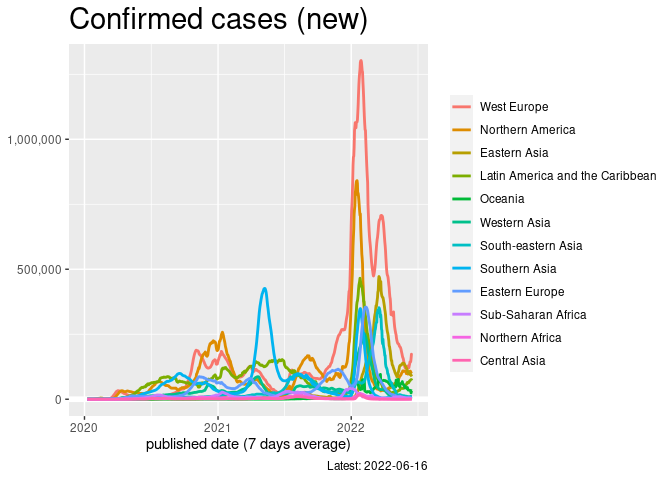 Confirmed cases (new)
1,000,000
500,000
0
2020
2021
2022
published date (7 days average)
Latest: 2022-06-16
West Europe
Northern America
Eastern Asia
Latin America and the Caribbean
Oceania
Western Asia
South-eastern Asia
Southern Asia
Eastern Europe
Sub-Saharan Africa
Northern Africa
Central Asia